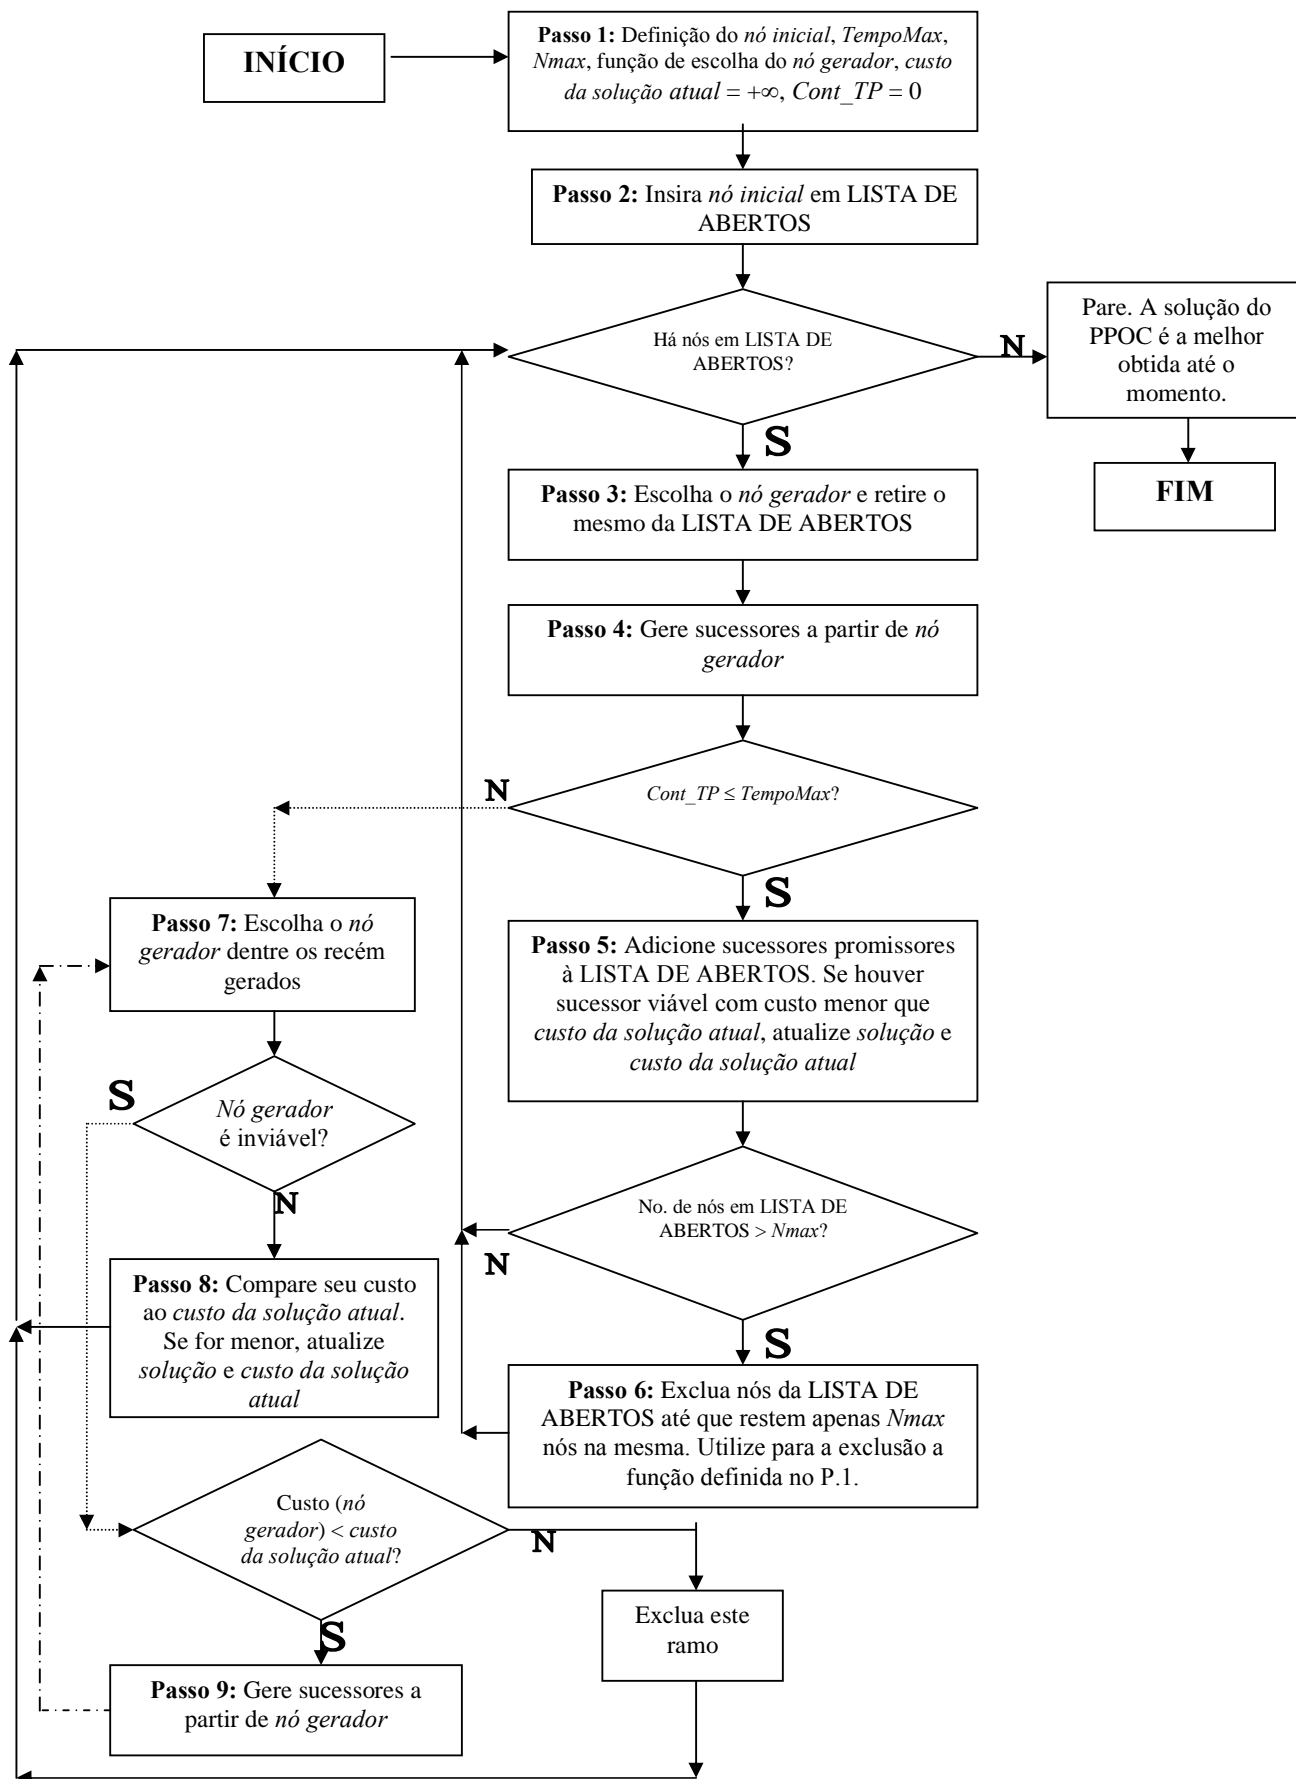 INÍCIO
Passo 1: Definição do nó inicial, TempoMax,
Nmax, função de escolha do nó gerador, custo
da solução atual = +∞, Cont_TP = 0
Passo 2: Insira nó inicial em LISTA DE
ABERTOS
Há nós em LISTA DE
ABERTOS?
N
Pare. A solução do
PPOC é a melhor
obtida até o
momento.
S
FIM
Passo 3: Escolha o nó gerador e retire o
mesmo da LISTA DE ABERTOS
Passo 4: Gere sucessores a partir de nó
gerador
Cont_TP ≤ TempoMax?
N
S
Passo 7: Escolha o nó
gerador dentre os recém
gerados
Passo 5: Adicione sucessores promissores
à LISTA DE ABERTOS. Se houver
sucessor viável com custo menor que
custo da solução atual, atualize solução e
custo da solução atual
S
Nó gerador
é inviável?
N
No. de nós em LISTA DE
ABERTOS > Nmax?
N
S
Passo 8: Compare seu custo
ao custo da solução atual.
Se for menor, atualize
solução e custo da solução
atual
Passo 6: Exclua nós da LISTA DE
ABERTOS até que restem apenas Nmax
nós na mesma. Utilize para a exclusão a
função definida no P.1.
Custo (nó
gerador) < custo
da solução atual?
N
S
Exclua este
ramo
Passo 9: Gere sucessores a
partir de nó gerador